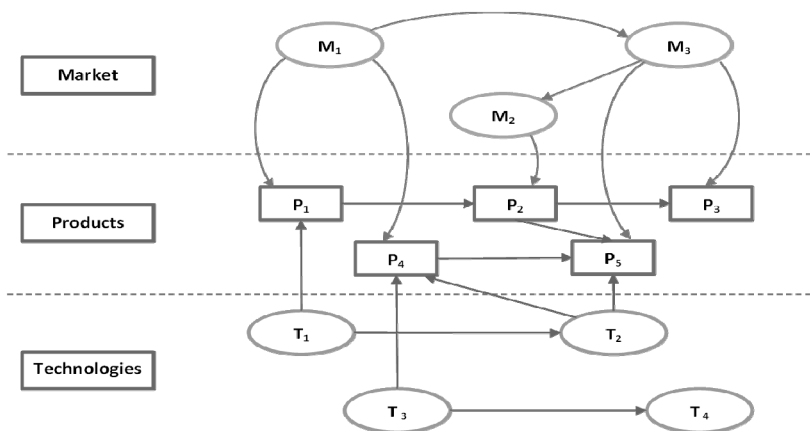 M₁
M₃
Market
M₂
P₁
P₂
P₃
Products
P₄
P₅
T₁
T₂
Technologies
T₃
T₄